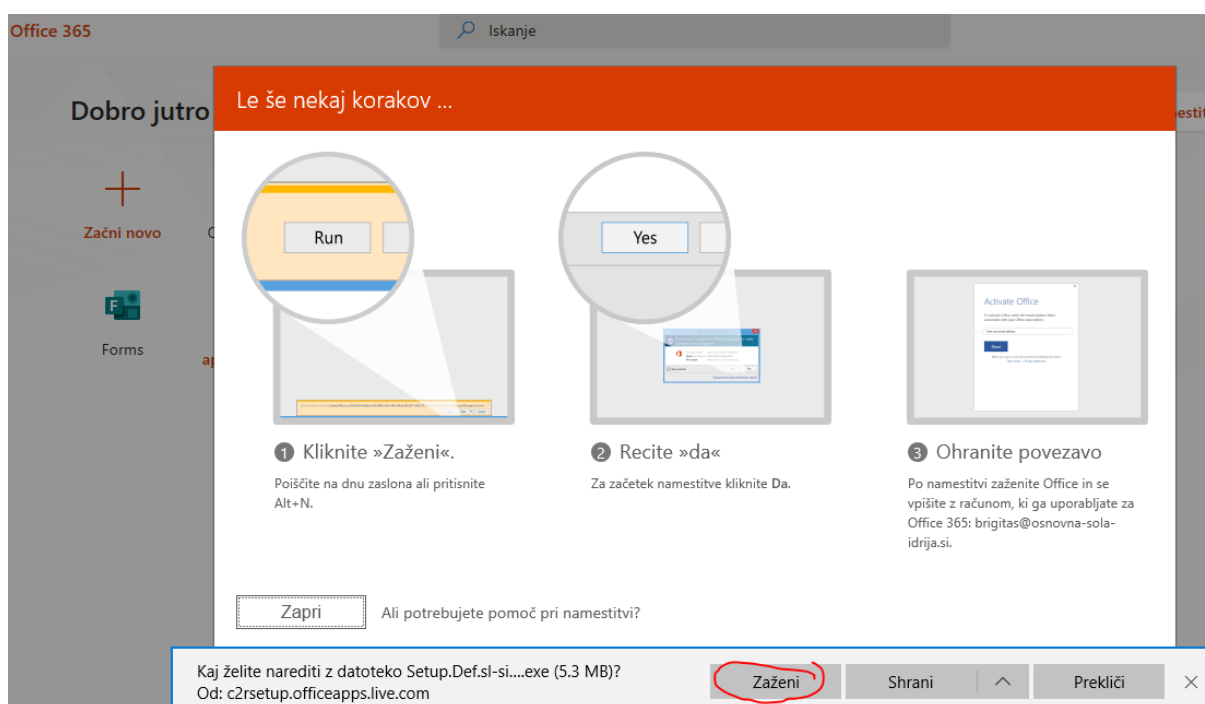 Office 365
Iskanje
Dobro jutro
Le še nekaj korakov ...
Začni novo
Forms
Run
Yes
Activate Office
1 Kliknite »Zaženi«.
Poiščite na dnu zaslona ali pritisnite
Alt+N.
2 Recite »da«
Za začetek namestitve kliknite Da.
3 Ohranite povezavo
Po namestitvi zaženite Office in se
vpišite z računom, ki ga uporabljate za
Office 365: brigitas@osnovna-sola-
idrija.si.
Zapri
Ali potrebujete pomoč pri namestitvi?
Kaj želite narediti z datoteko Setup.Def.sl-si....exe (5.3 MB)?
Od: c2rsetup.officeapps.live.com
Zaženi
Shrani
Prekliči